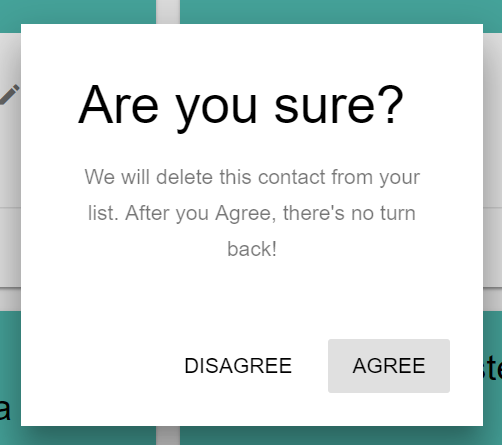 Are you sure?
We will delete this contact from your
list. After you Agree, there's no turn
back!
DISAGREE AGREE
a